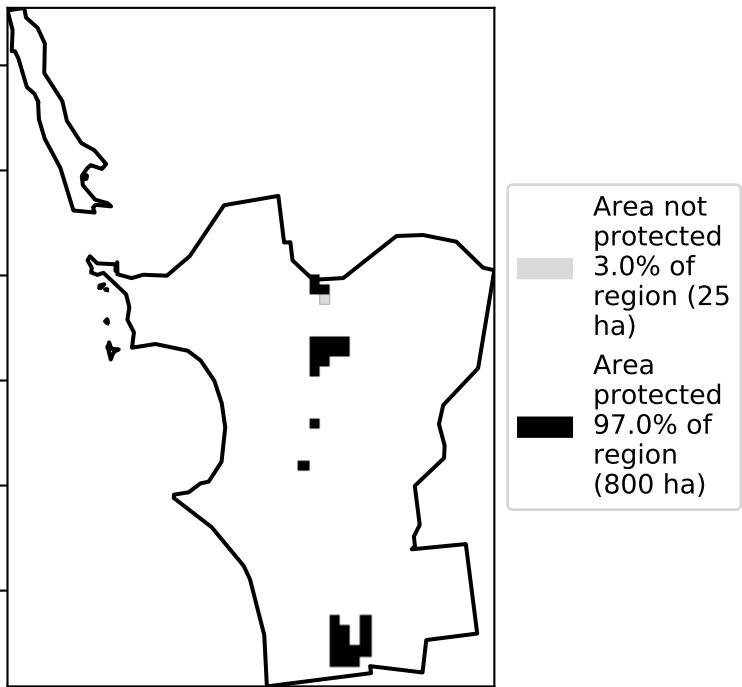 Area not
protected
3.0% of
region (25
ha)
Area
protected
97.0% of
region
(800 ha)